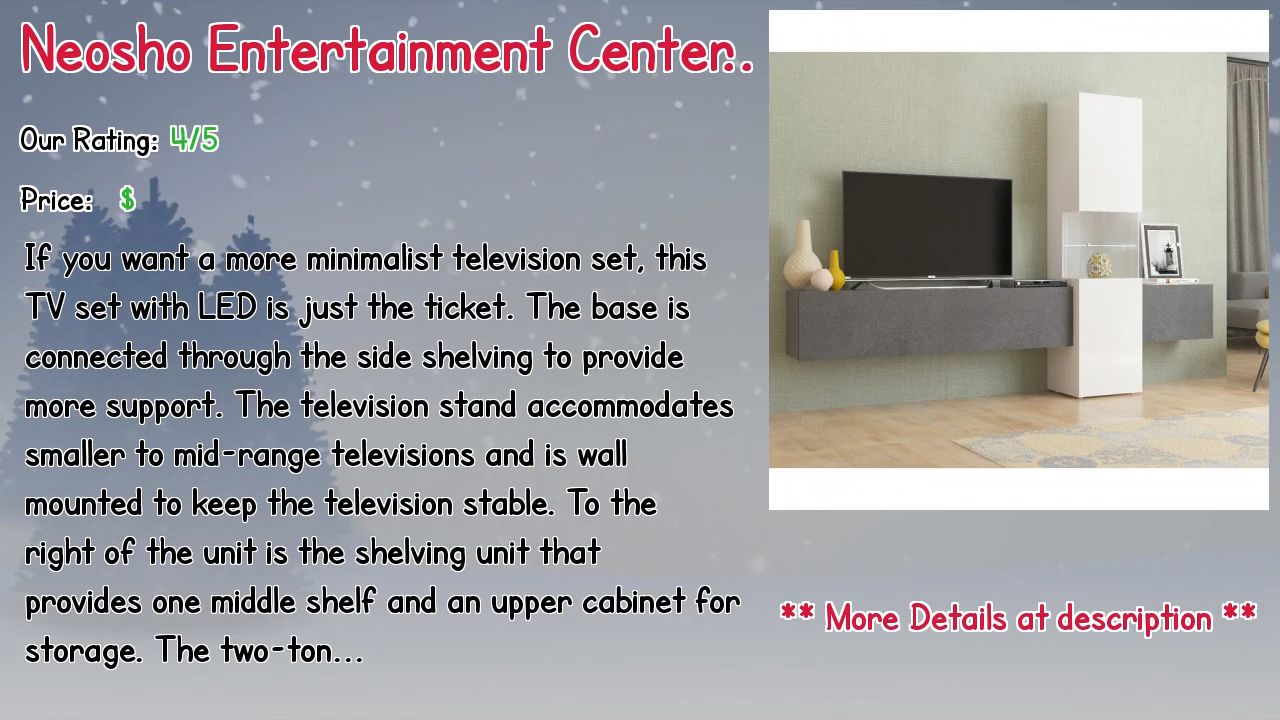 Neosho Entertainment Center..
Our Rating: 4/5
Price: $
If you want a more minimalist television set, this
TV set with LED is just the ticket. The base is
connected through the side shelving to provide
more support. The television stand accommodates
smaller to mid-range televisions and is wall
mounted to keep the television stable. To the
right of the unit is the shelving unit that
provides one middle shelf and an upper cabinet for
storage. The two-ton...
** More Details at description **